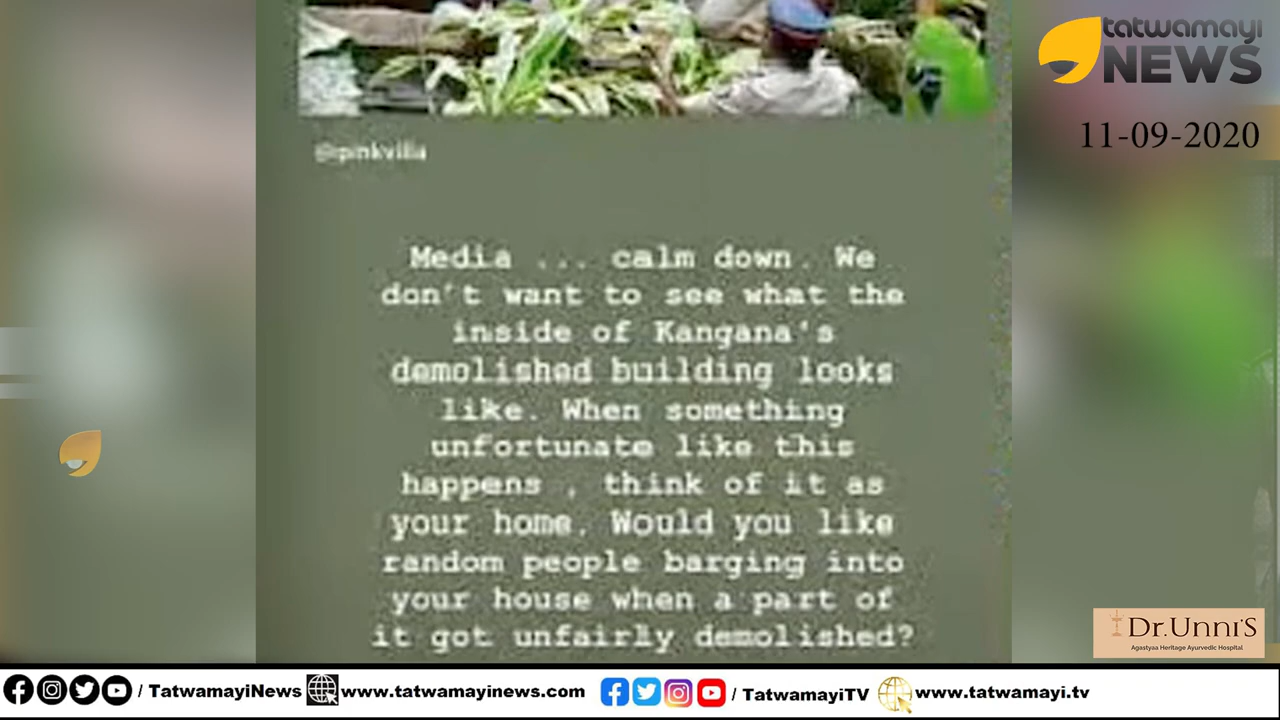 tatwamayi
NEWS
11-09-2020
@pinkvilla
Media ... calm down. We
don't want to see what the
inside of Kangana's
demolished building looks
like. When something
unfortunate like this
happens , think of it as
your home. Would you like
random people barging into
your house when a part of
it got unfairly demolished?
Dr.UNNI'S
Agastyaa Heritage Ayurvedic Hospital
/ TatwamayiNews www.tatwamayinews.com / TatwamayiTV www.tatwamayi.tv